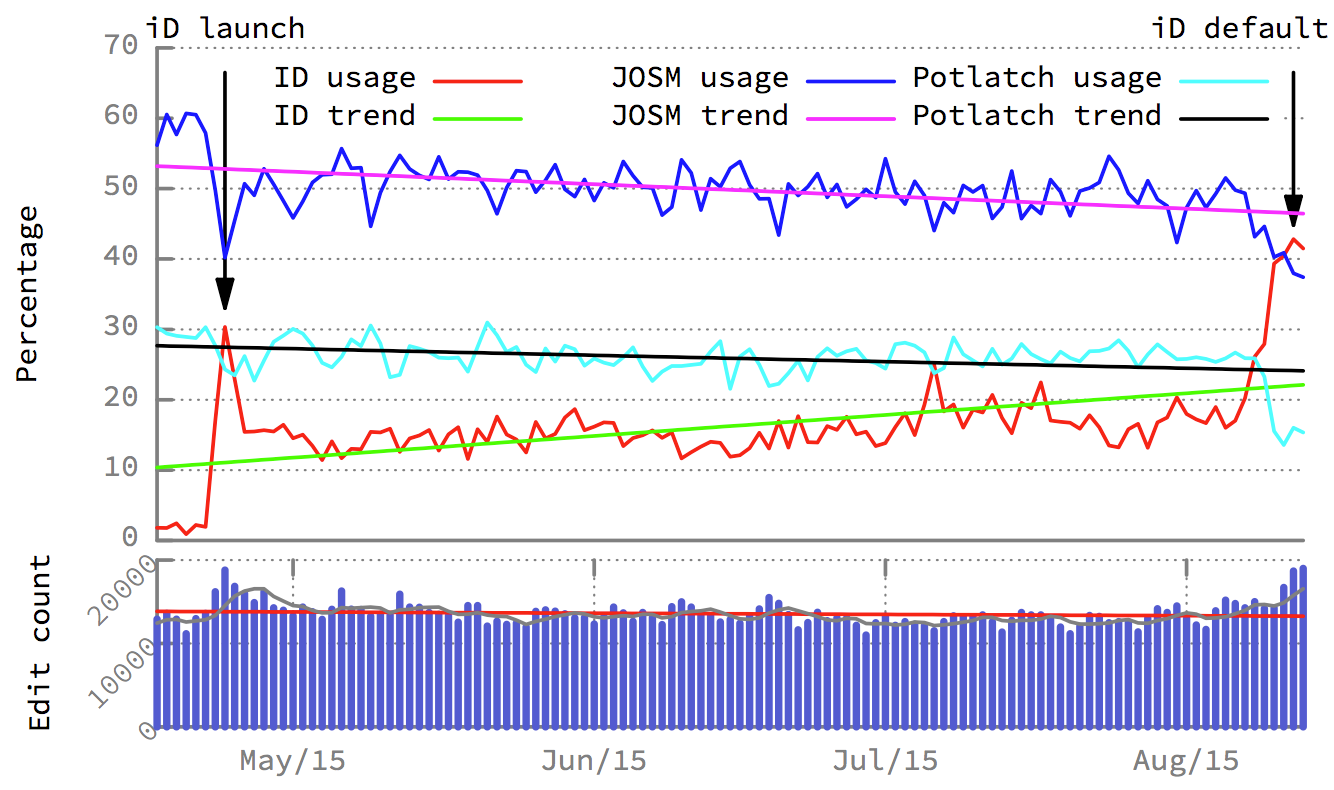 iD launch
iD default
70
60
50
40
30
20
10
0
Percentage
ID usage
JOSM usage
Potlatch usage
ID trend
JOSM trend
Potlatch trend
20000
10000
0
Edit count
May/15
Jun/15
Jul/15
Aug/15